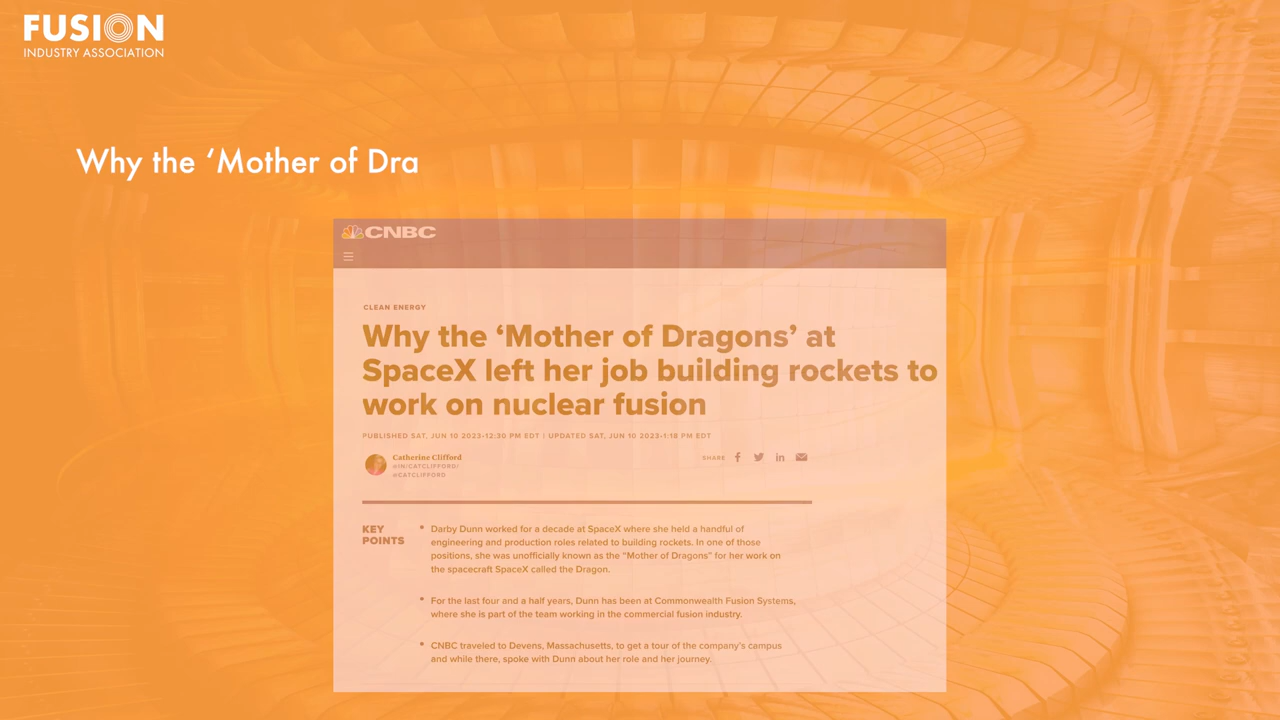 FUSION
INDUSTRY ASSOCIATION
Why the ‘Mother of Dra
CNBC
CLEAN ENERGY
Why the ‘Mother of Dragons’ at
SpaceX left her job building rockets to
work on nuclear fusion
PUBLISHED SAT, JUN 10 2023•12:30 PM EDT | UPDATED SAT, JUN 10 2023•1:18 PM EDT
Catherine Clifford
@IN/CATCLIFFORD/
@CATCLIFFORD
SHARE
KEY
POINTS
• Darby Dunn worked for a decade at SpaceX where she held a handful of
engineering and production roles related to building rockets. In one of those
positions, she was unofficially known as the “Mother of Dragons” for her work on
the spacecraft SpaceX called the Dragon.
• For the last four and a half years, Dunn has been at Commonwealth Fusion Systems,
where she is part of the team working in the commercial fusion industry.
• CNBC traveled to Devens, Massachusetts, to get a tour of the company’s campus
and while there, spoke with Dunn about her role and her journey.